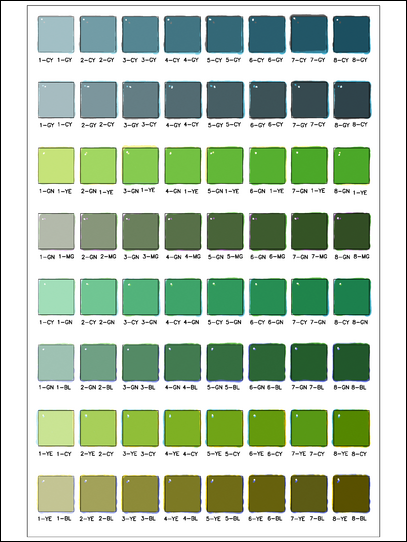 1-CY 1-GY 2-CY 2-GY 3-CY 3-GY 4-CY 4-GY 5-CY 5-GY 6-CY 6-GY 7-CY 7-GY 8-CY 8-GY
1-GY 1-CY 2-GY 2-CY 3-GY 3-CY 4-GY 4-CY 5-GY 5-CY 6-GY 6-CY 7-GY 7-CY 8-GY 8-CY
1-GN 1-YE 2-GN 1-YE 3-GN 1-YE 4-GN 1-YE 5-GN 1-YE 6-GN 1-YE 7-GN 1-YE 8-GN 1-YE
1-GN 1-MG 2-GN 2-MG 3-GN 3-MG 4-GN 4-MG 5-GN 5-MG 6-GN 6-MG 7-GN 7-MG 8-GN 8-MG
1-CY 1-GN 2-CY 2-GN 3-CY 3-GN 4-CY 4-GN 5-CY 5-GN 6-CY 6-GN 7-CY 7-GN 8-CY 8-GN
1-GN 1-BL 2-GN 2-BL 3-GN 3-BL 4-GN 4-BL 5-GN 5-BL 6-GN 6-BL 7-GN 7-BL 8-GN 8-BL
1-YE 1-CY 2-YE 2-CY 3-YE 3-CY 4-YE 4-CY 5-YE 5-CY 6-YE 6-CY 7-YE 7-CY 8-YE 8-CY
1-YE 1-BL 2-YE 2-BL 3-YE 3-BL 4-YE 4-BL 5-YE 5-BL 6-YE 6-BL 7-YE 7-BL 8-YE 8-BL